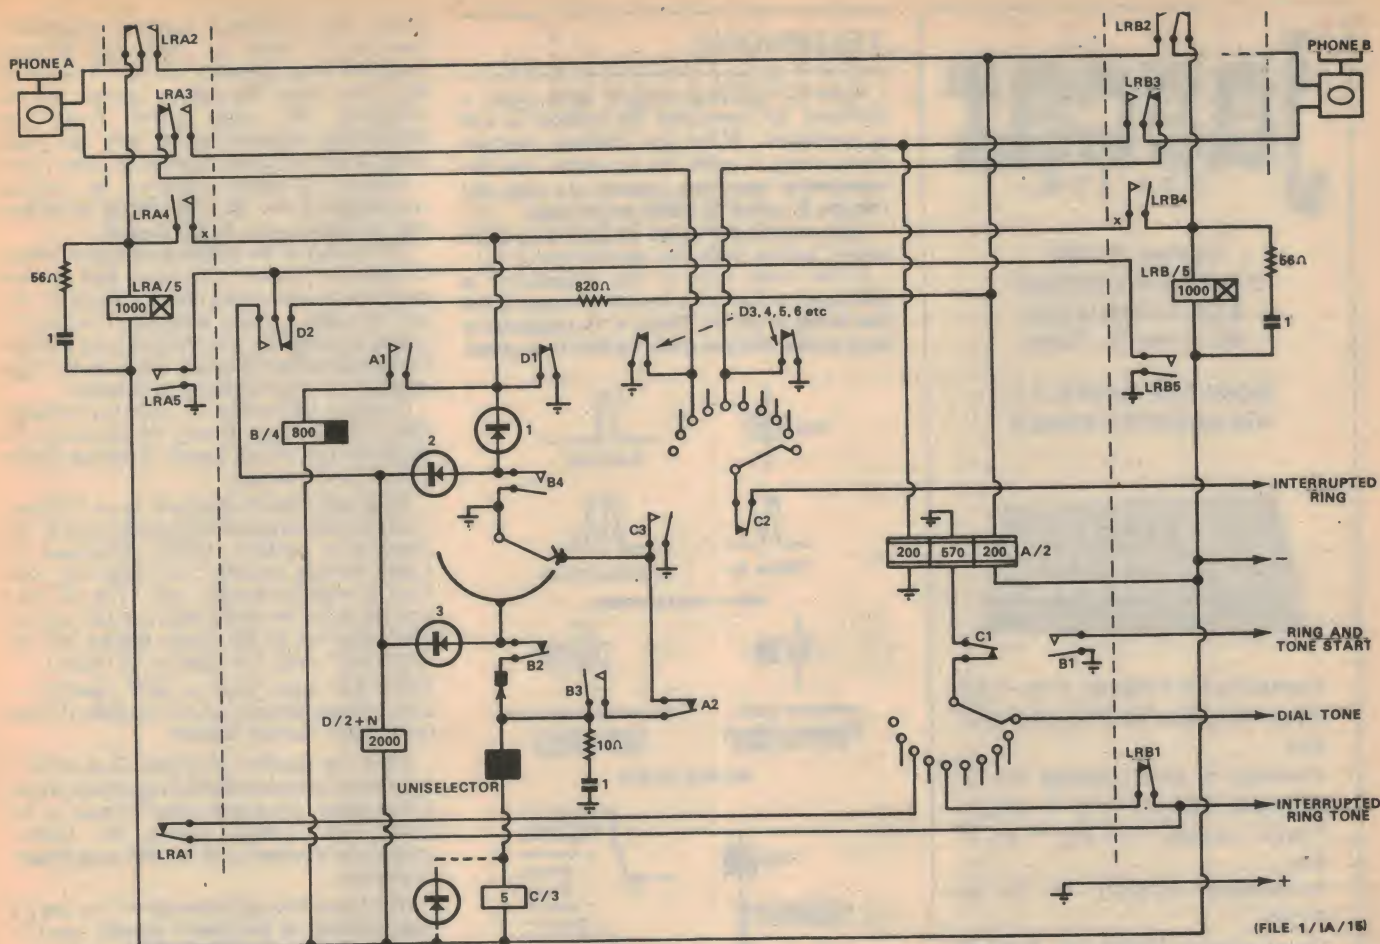 LRA2
LRB2
PHONE A
PHONE B
LRA3
LRB3
LRA4
LRB4
x
x
56Ω
56Ω
LRA/5
LRB/5
1000
1000
820Ω
1
1
D2
D3, 4, 5, 6 etc
A1
D1
LRA5
LRB5
B/4
800
2
1
B4
INTERRUPTED
RING
C3
C2
200
570
200
A/2
−
3
C1
RING AND
TONE START
B2
B1
B3
A2
DIAL TONE
D/2+N
2000
10Ω
LRB1
UNISELECTOR
1
INTERRUPTED
RING TONE
LRA1
+
5
C/3
(FILE 1/1A/15)